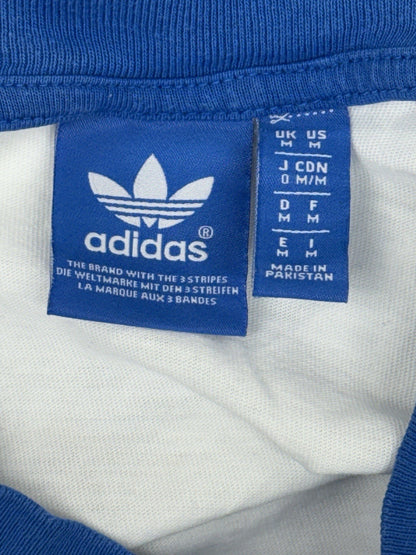 adidas®
THE BRAND WITH THE 3 STRIPES
DIE WELTMARKE MIT DEN 3 STREIFEN
LA MARQUE AUX 3 BANDES
UK US
M M
J CDN
O M/M
D F
M M
E I
M M
MADE IN
PAKISTAN